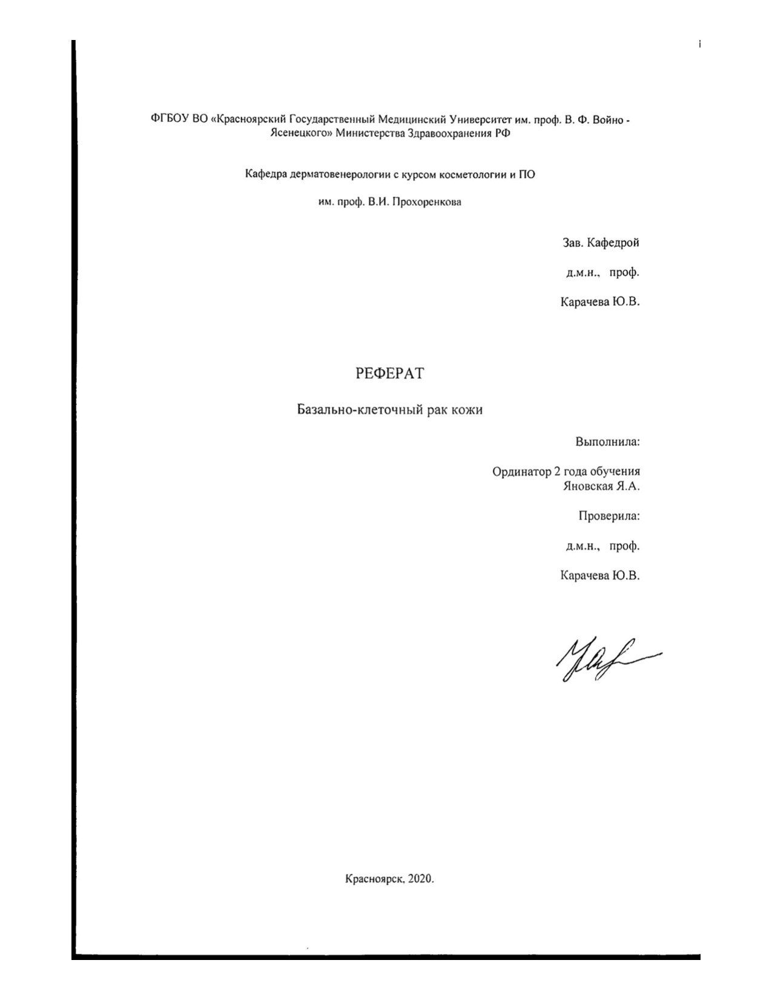 ФГБОУ ВО «Красноярский Государственный Медицинский Университет им. проф. В. Ф. Войно -
Ясенецкого» Министерства Здравоохранения РФ
Кафедра дерматовенерологии с курсом косметологии и ПО
им. проф. В.И. Прохоренкова
Зав. Кафедрой
д.м.н., проф.
Карачева Ю.В.
РЕФЕРАТ
Базально-клеточный рак кожи
Выполнила:
Ординатор 2 года обучения
Яновская Я.А.
Проверила:
д.м.н., проф.
Карачева Ю.В.
Красноярск, 2020.